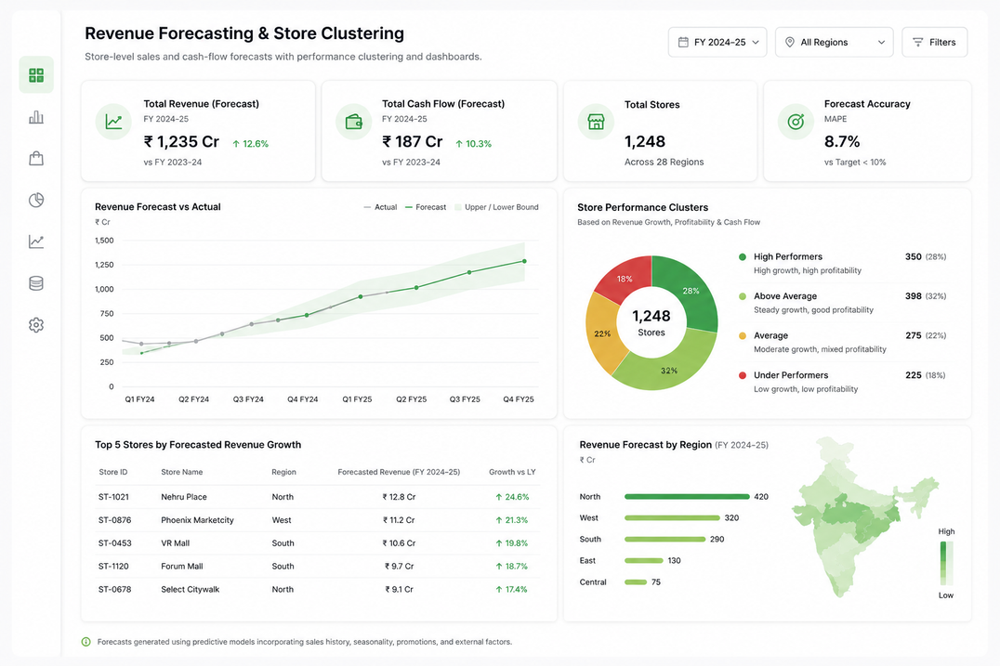 Revenue Forecasting & Store Clustering
Store-level sales and cash-flow forecasts with performance clustering and dashboards.
FY 2024–25
All Regions
Filters
Total Revenue (Forecast)
FY 2024-25
₹ 1,235 Cr ↑ 12.6%
vs FY 2023-24
Total Cash Flow (Forecast)
FY 2024-25
₹ 187 Cr ↑ 10.3%
vs FY 2023-24
Total Stores
1,248
Across 28 Regions
Forecast Accuracy
MAPE
8.7%
vs Target < 10%
Revenue Forecast vs Actual
Actual Forecast Upper / Lower Bound
₹ Cr
1,500
1,250
1,000
750
500
250
0
Q1 FY24 Q2 FY24 Q3 FY24 Q4 FY24 Q1 FY25 Q2 FY25 Q3 FY25 Q4 FY25
Store Performance Clusters
Based on Revenue Growth, Profitability & Cash Flow
18%
28%
22%
32%
1,248
Stores
High Performers 350 (28%)
High growth, high profitability
Above Average 398 (32%)
Steady growth, good profitability
Average 275 (22%)
Moderate growth, mixed profitability
Under Performers 225 (18%)
Low growth, low profitability
Top 5 Stores by Forecasted Revenue Growth
Store ID Store Name Region Forecasted Revenue (FY 2024–25) Growth vs LY
ST-1021 Nehru Place North ₹ 12.8 Cr ↑ 24.6%
ST-0876 Phoenix Marketcity West ₹ 11.2 Cr ↑ 21.3%
ST-0453 VR Mall South ₹ 10.6 Cr ↑ 19.8%
ST-1120 Forum Mall South ₹ 9.7 Cr ↑ 18.7%
ST-0678 Select Citywalk North ₹ 9.1 Cr ↑ 17.4%
Revenue Forecast by Region (FY 2024–25)
₹ Cr
North 420
West 320
South 290
East 130
Central 75
High
Low
Forecasts generated using predictive models incorporating sales history, seasonality, promotions, and external factors.